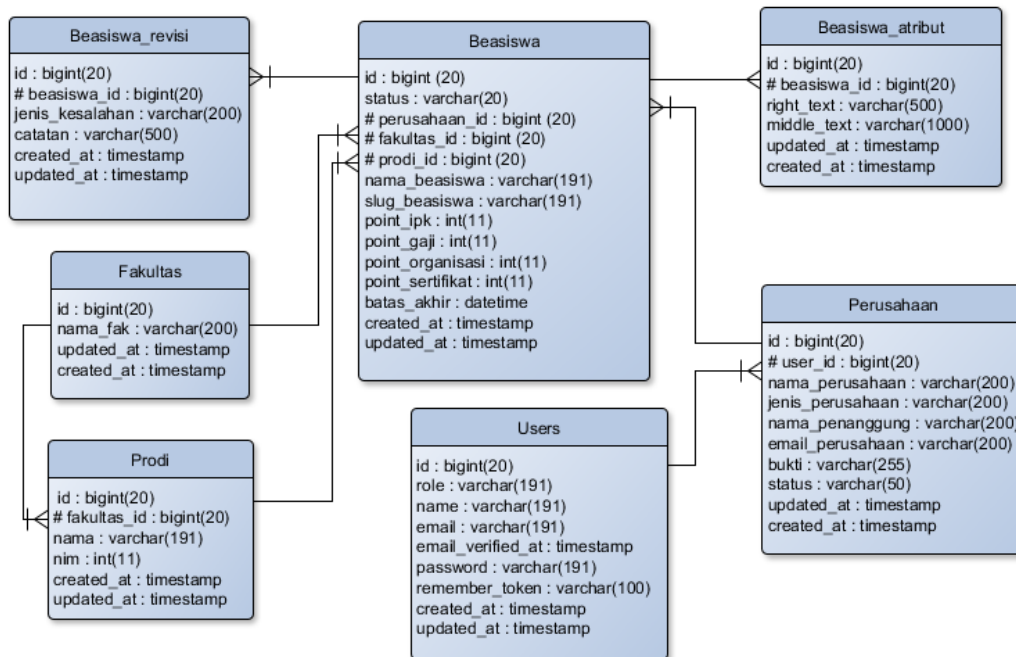 Beasiswa_revisi
id : bigint(20)
# beasiswa_id : bigint(20)
jenis_kesalahan : varchar(200)
catatan : varchar(500)
created_at : timestamp
updated_at : timestamp
Beasiswa
id : bigint (20)
status : varchar(20)
# perusahaan_id : bigint (20)
# fakultas_id : bigint (20)
# prodi_id : bigint (20)
nama_beasiswa : varchar(191)
slug_beasiswa : varchar(191)
point_ipk : int(11)
point_gaji : int(11)
point_organisasi : int(11)
point_sertifikat : int(11)
batas_akhir : datetime
created_at : timestamp
updated_at : timestamp
Beasiswa_atribut
id : bigint(20)
# beasiswa_id : bigint(20)
right_text : varchar(500)
middle_text : varchar(1000)
updated_at : timestamp
created_at : timestamp
Fakultas
id : bigint(20)
nama_fak : varchar(200)
updated_at : timestamp
created_at : timestamp
Perusahaan
id : bigint(20)
# user_id : bigint(20)
nama_perusahaan : varchar(200)
jenis_perusahaan : varchar(200)
nama_penanggung : varchar(200)
email_perusahaan : varchar(200)
bukti : varchar(255)
status : varchar(50)
updated_at : timestamp
created_at : timestamp
Prodi
id : bigint(20)
# fakultas_id : bigint(20)
nama : varchar(191)
nim : int(11)
created_at : timestamp
updated_at : timestamp
Users
id : bigint(20)
role : varchar(191)
name : varchar(191)
email : varchar(191)
email_verified_at : timestamp
password : varchar(191)
remember_token : varchar(100)
created_at : timestamp
updated_at : timestamp